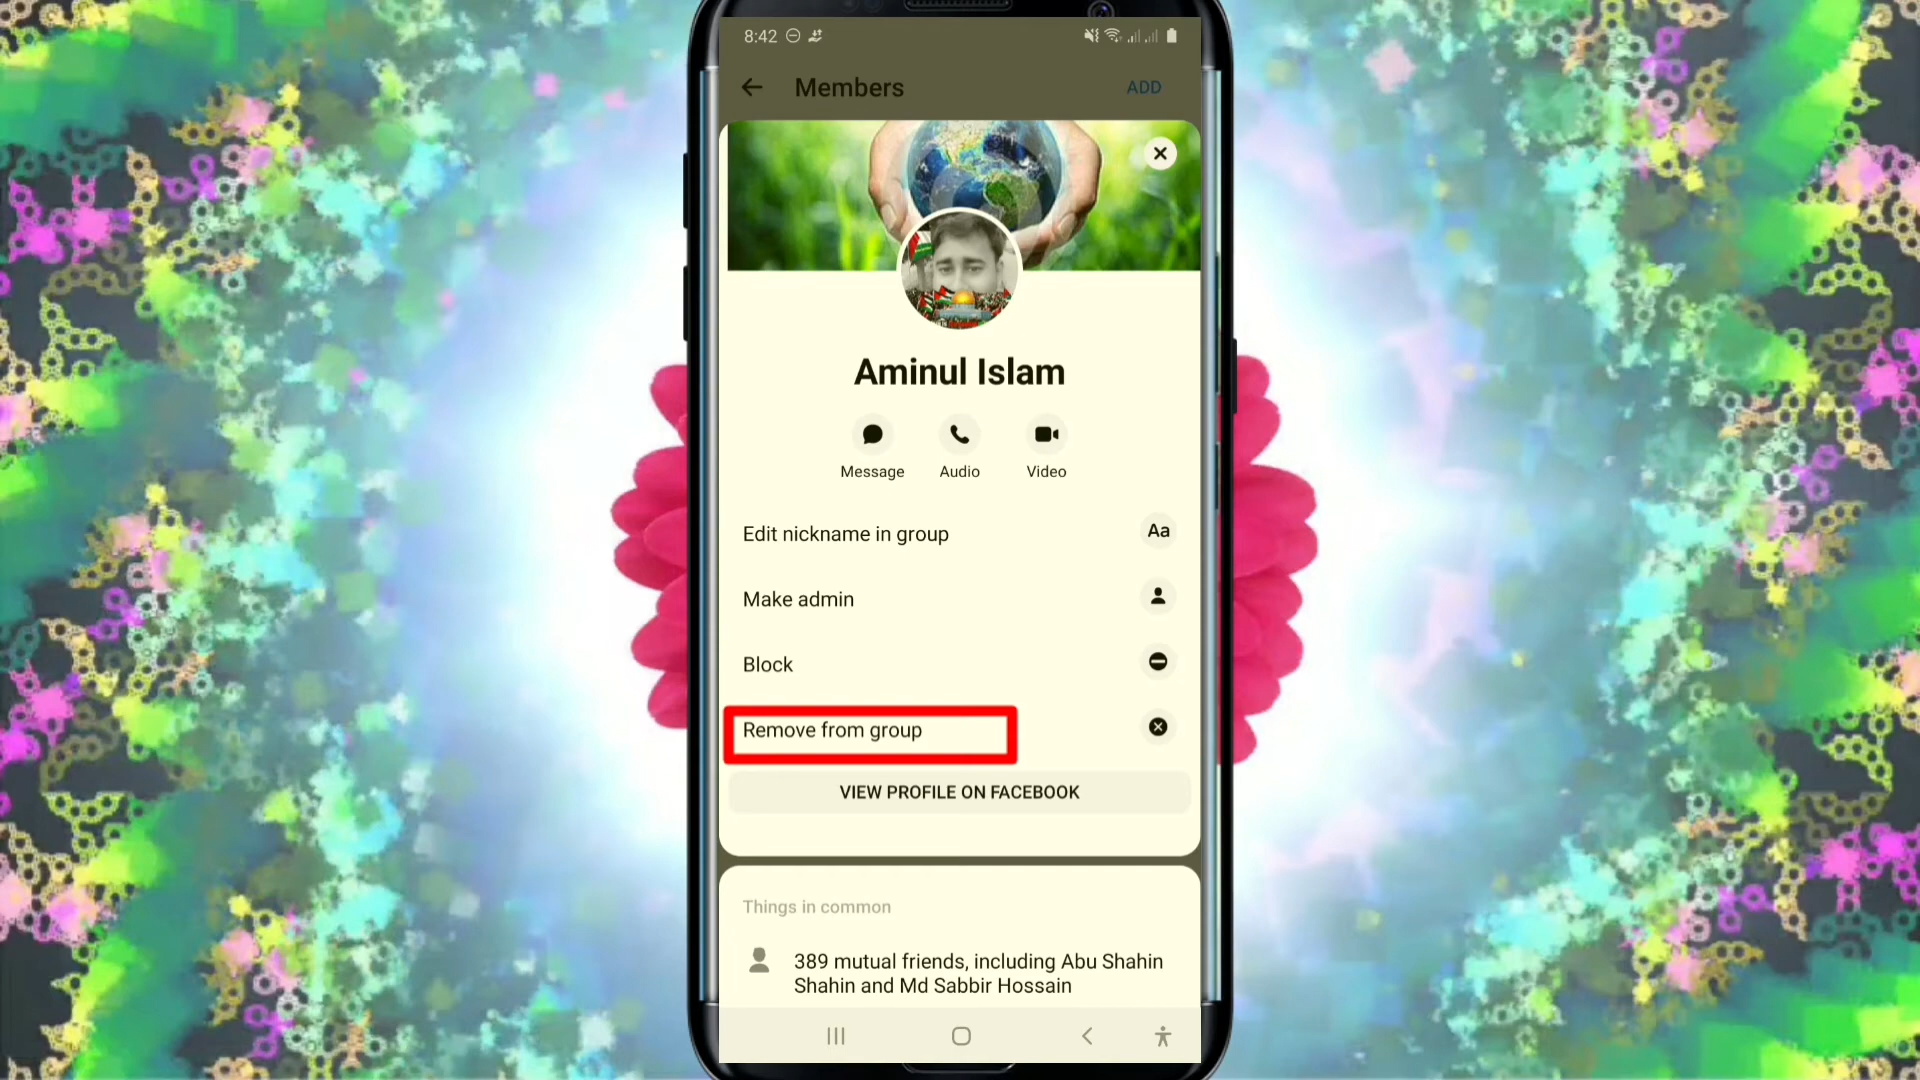 8:42
Members
ADD
Aminul Islam
Message
Audio
Video
Edit nickname in group
Aa
Make admin
Block
Remove from group
VIEW PROFILE ON FACEBOOK
Things in common
389 mutual friends, including Abu Shahin
Shahin and Md Sabbir Hossain